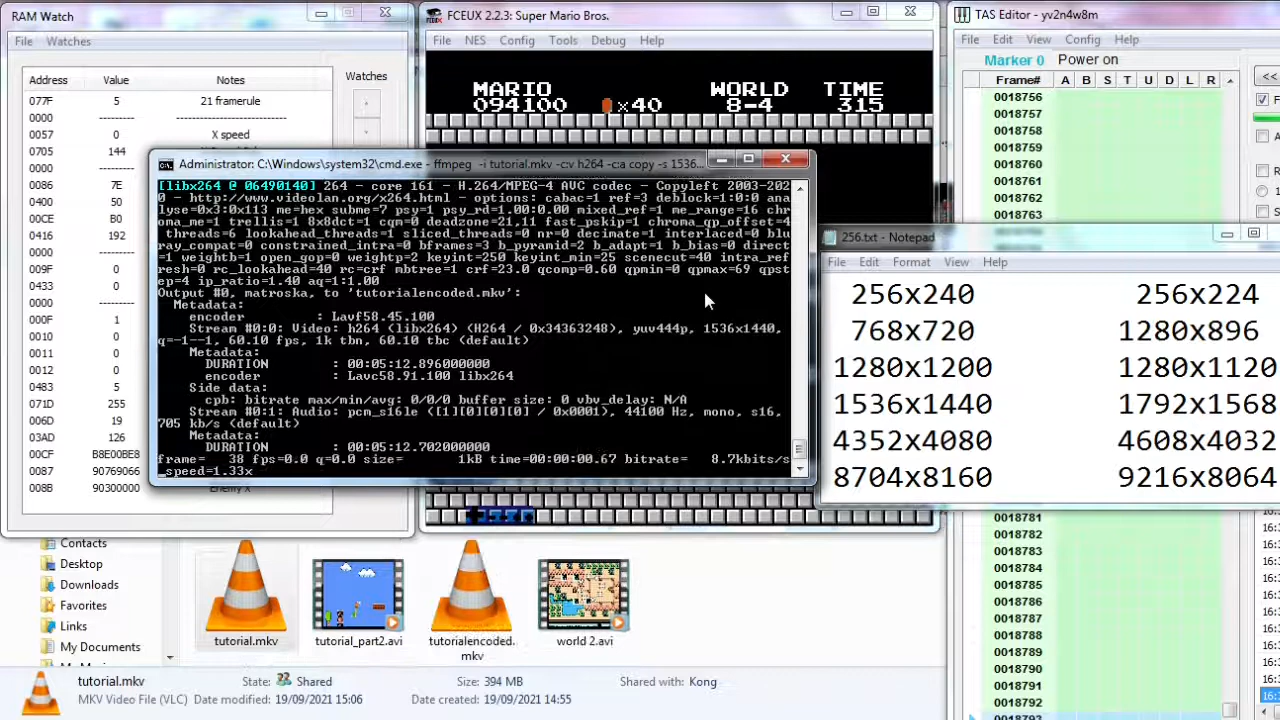 RAM Watch
File Watches
Address Value Notes
077F 5 21 framerule
0000 --------- ---------------------------
0057 0 X speed
0705 144
0086 7E
0400 50
00CE B0
0416 192
0000 ---------
009F 0
0433 0
0000 ---------
000F 1
0010 0
0011 0
0012 0
0483 5
071D 255
006D 19
03AD 126
00CF B8E00BE8
0087 90769066
008B 90300000 Enemy X
Watches
FCEUX 2.2.3: Super Mario Bros.
File NES Config Tools Debug Help
MARIO WORLD TIME
094100 x40 8-4 315
TAS Editor - yv2n4w8m
File Edit View Config Help
Marker 0 Power on
Frame# A B S T U D L R
0018756
0018757
0018758
0018759
0018760
0018761
0018762
0018763
Administrator: C:\Windows\system32\cmd.exe - ffmpeg -i tutorial.mkv -c:v h264 -c:a copy -s 1536...
[libx264 @ 06490140] 264 - core 161 - H.264/MPEG-4 AVC codec - Copyleft 2003-202
0 - http://www.videolan.org/x264.html - options: cabac=1 ref=3 deblock=1:0:0 ana
lyse=0x3:0x113 me=hex subme=7 psy=1 psy_rd=1.00:0.00 mixed_ref=1 me_range=16 chr
oma_me=1 trellis=1 8x8dct=1 cqm=0 deadzone=21,11 fast_pskip=1 chroma_qp_offset=4
threads=6 lookahead_threads=1 sliced_threads=0 nr=0 decimate=1 interlaced=0 blu
ray_compat=0 constrained_intra=0 bframes=3 b_pyramid=2 b_adapt=1 b_bias=0 direct
=1 weightb=1 open_gop=0 weightp=2 keyint=250 keyint_min=25 scenecut=40 intra_ref
resh=0 rc_lookahead=40 rc=crf mbtree=1 crf=23.0 qcomp=0.60 qpmin=0 qpmax=69 qpst
ep=4 ip_ratio=1.40 aq=1:1.00
Output #0, matroska, to 'tutorialencoded.mkv':
Metadata:
encoder : Lavf58.45.100
Stream #0:0: Video: h264 (libx264) (H264 / 0x34363248), yuv444p, 1536x1440,
q=-1--1, 60.10 fps, 1k tbn, 60.10 tbc (default)
Metadata:
DURATION : 00:05:12.896000000
encoder : Lavc58.91.100 libx264
Side data:
cpb: bitrate max/min/avg: 0/0/0 buffer size: 0 vbv_delay: N/A
Stream #0:1: Audio: pcm_s16le ([1][0][0][0] / 0x0001), 44100 Hz, mono, s16,
705 kb/s (default)
Metadata:
DURATION : 00:05:12.702000000
frame= 38 fps=0.0 q=0.0 size= 1kB time=00:00:00.67 bitrate= 8.7kbits/s
speed=1.33x
256.txt - Notepad
File Edit Format View Help
256x240 256x224
768x720 1280x896
1280x1200 1280x1120
1536x1440 1792x1568
4352x4080 4608x4032
8704x8160 9216x8064
0018781
0018782
0018783
0018784
0018785
0018786
0018787
0018788
0018789
0018790
0018791
0018792
16:3
16:3
16:3
16:3
16:3
16:3
16:3
16:3
Contacts
Desktop
Downloads
Favorites
Links
My Documents
tutorial.mkv
tutorial_part2.avi
tutorialencoded.
mkv
world 2.avi
tutorial.mkv State: Shared Size: 394 MB Shared with: Kong
MKV Video File (VLC) Date modified: 19/09/2021 15:06 Date created: 19/09/2021 14:55